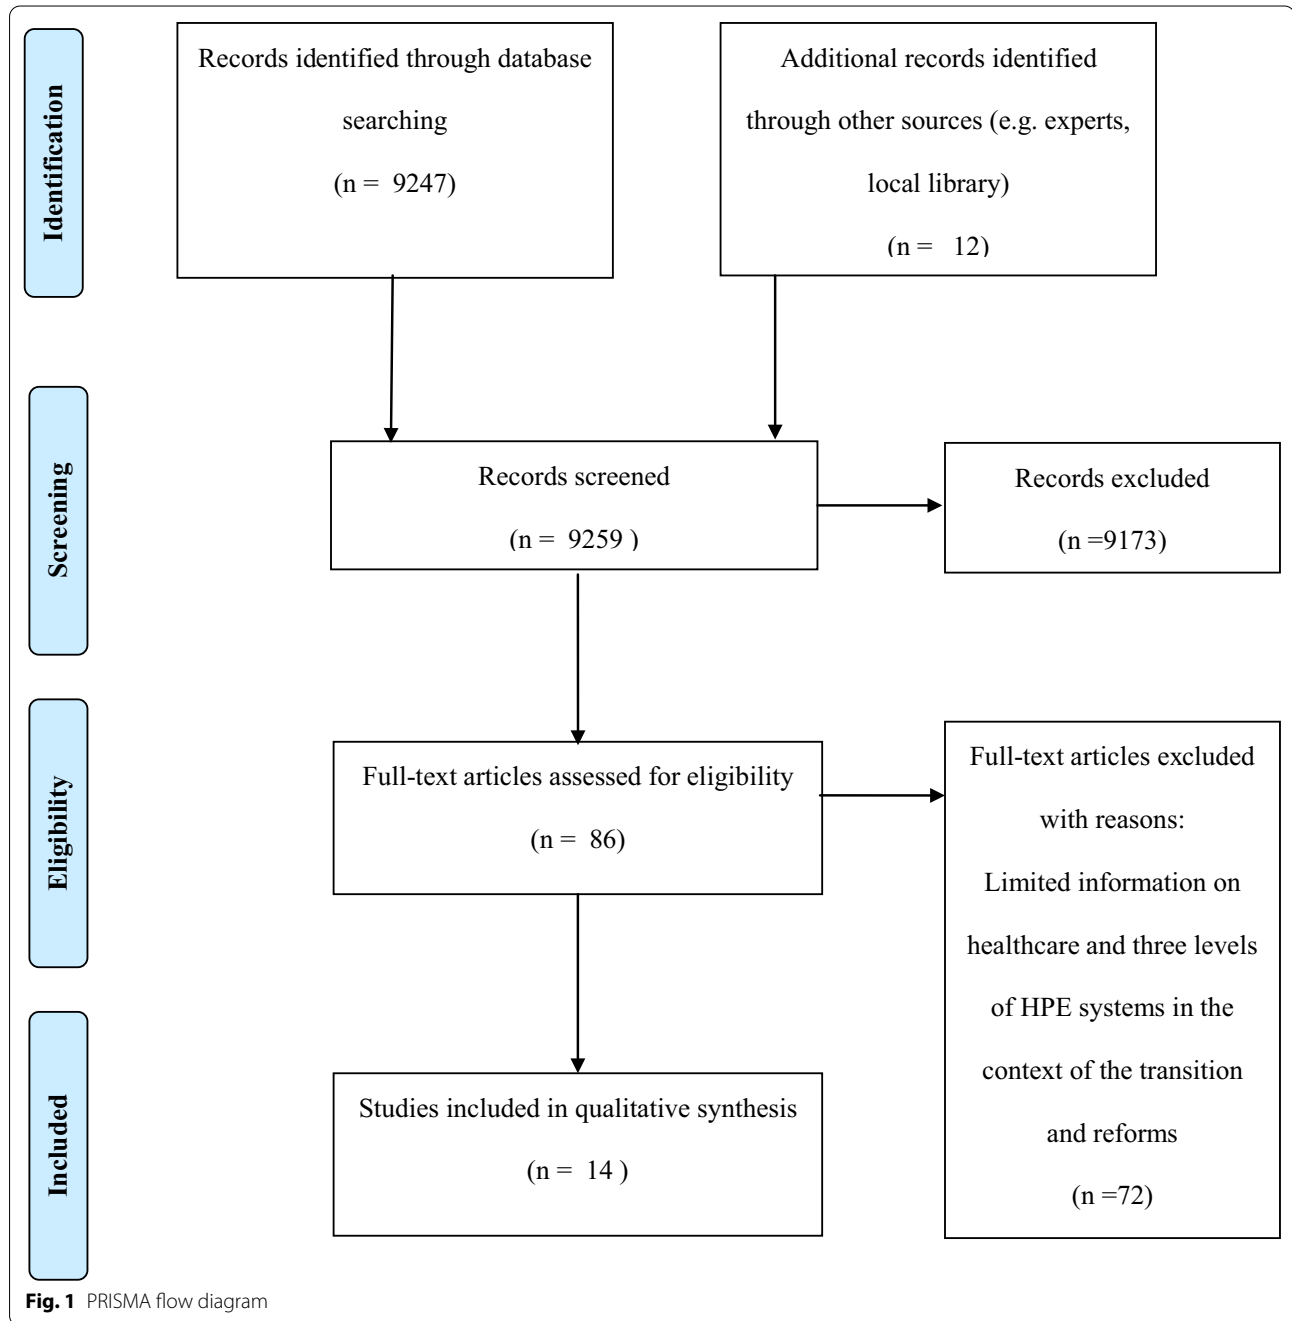 Identification
Records identified through database
searching
(n = 9247)
Additional records identified
through other sources (e.g. experts,
local library)
(n = 12)
Screening
Records screened
(n = 9259 )
Records excluded
(n =9173)
Eligibility
Full-text articles assessed for eligibility
(n = 86)
Full-text articles excluded
with reasons:
Limited information on
healthcare and three levels
of HPE systems in the
context of the transition
and reforms
(n =72)
Included
Studies included in qualitative synthesis
(n = 14 )
Fig. 1 PRISMA flow diagram